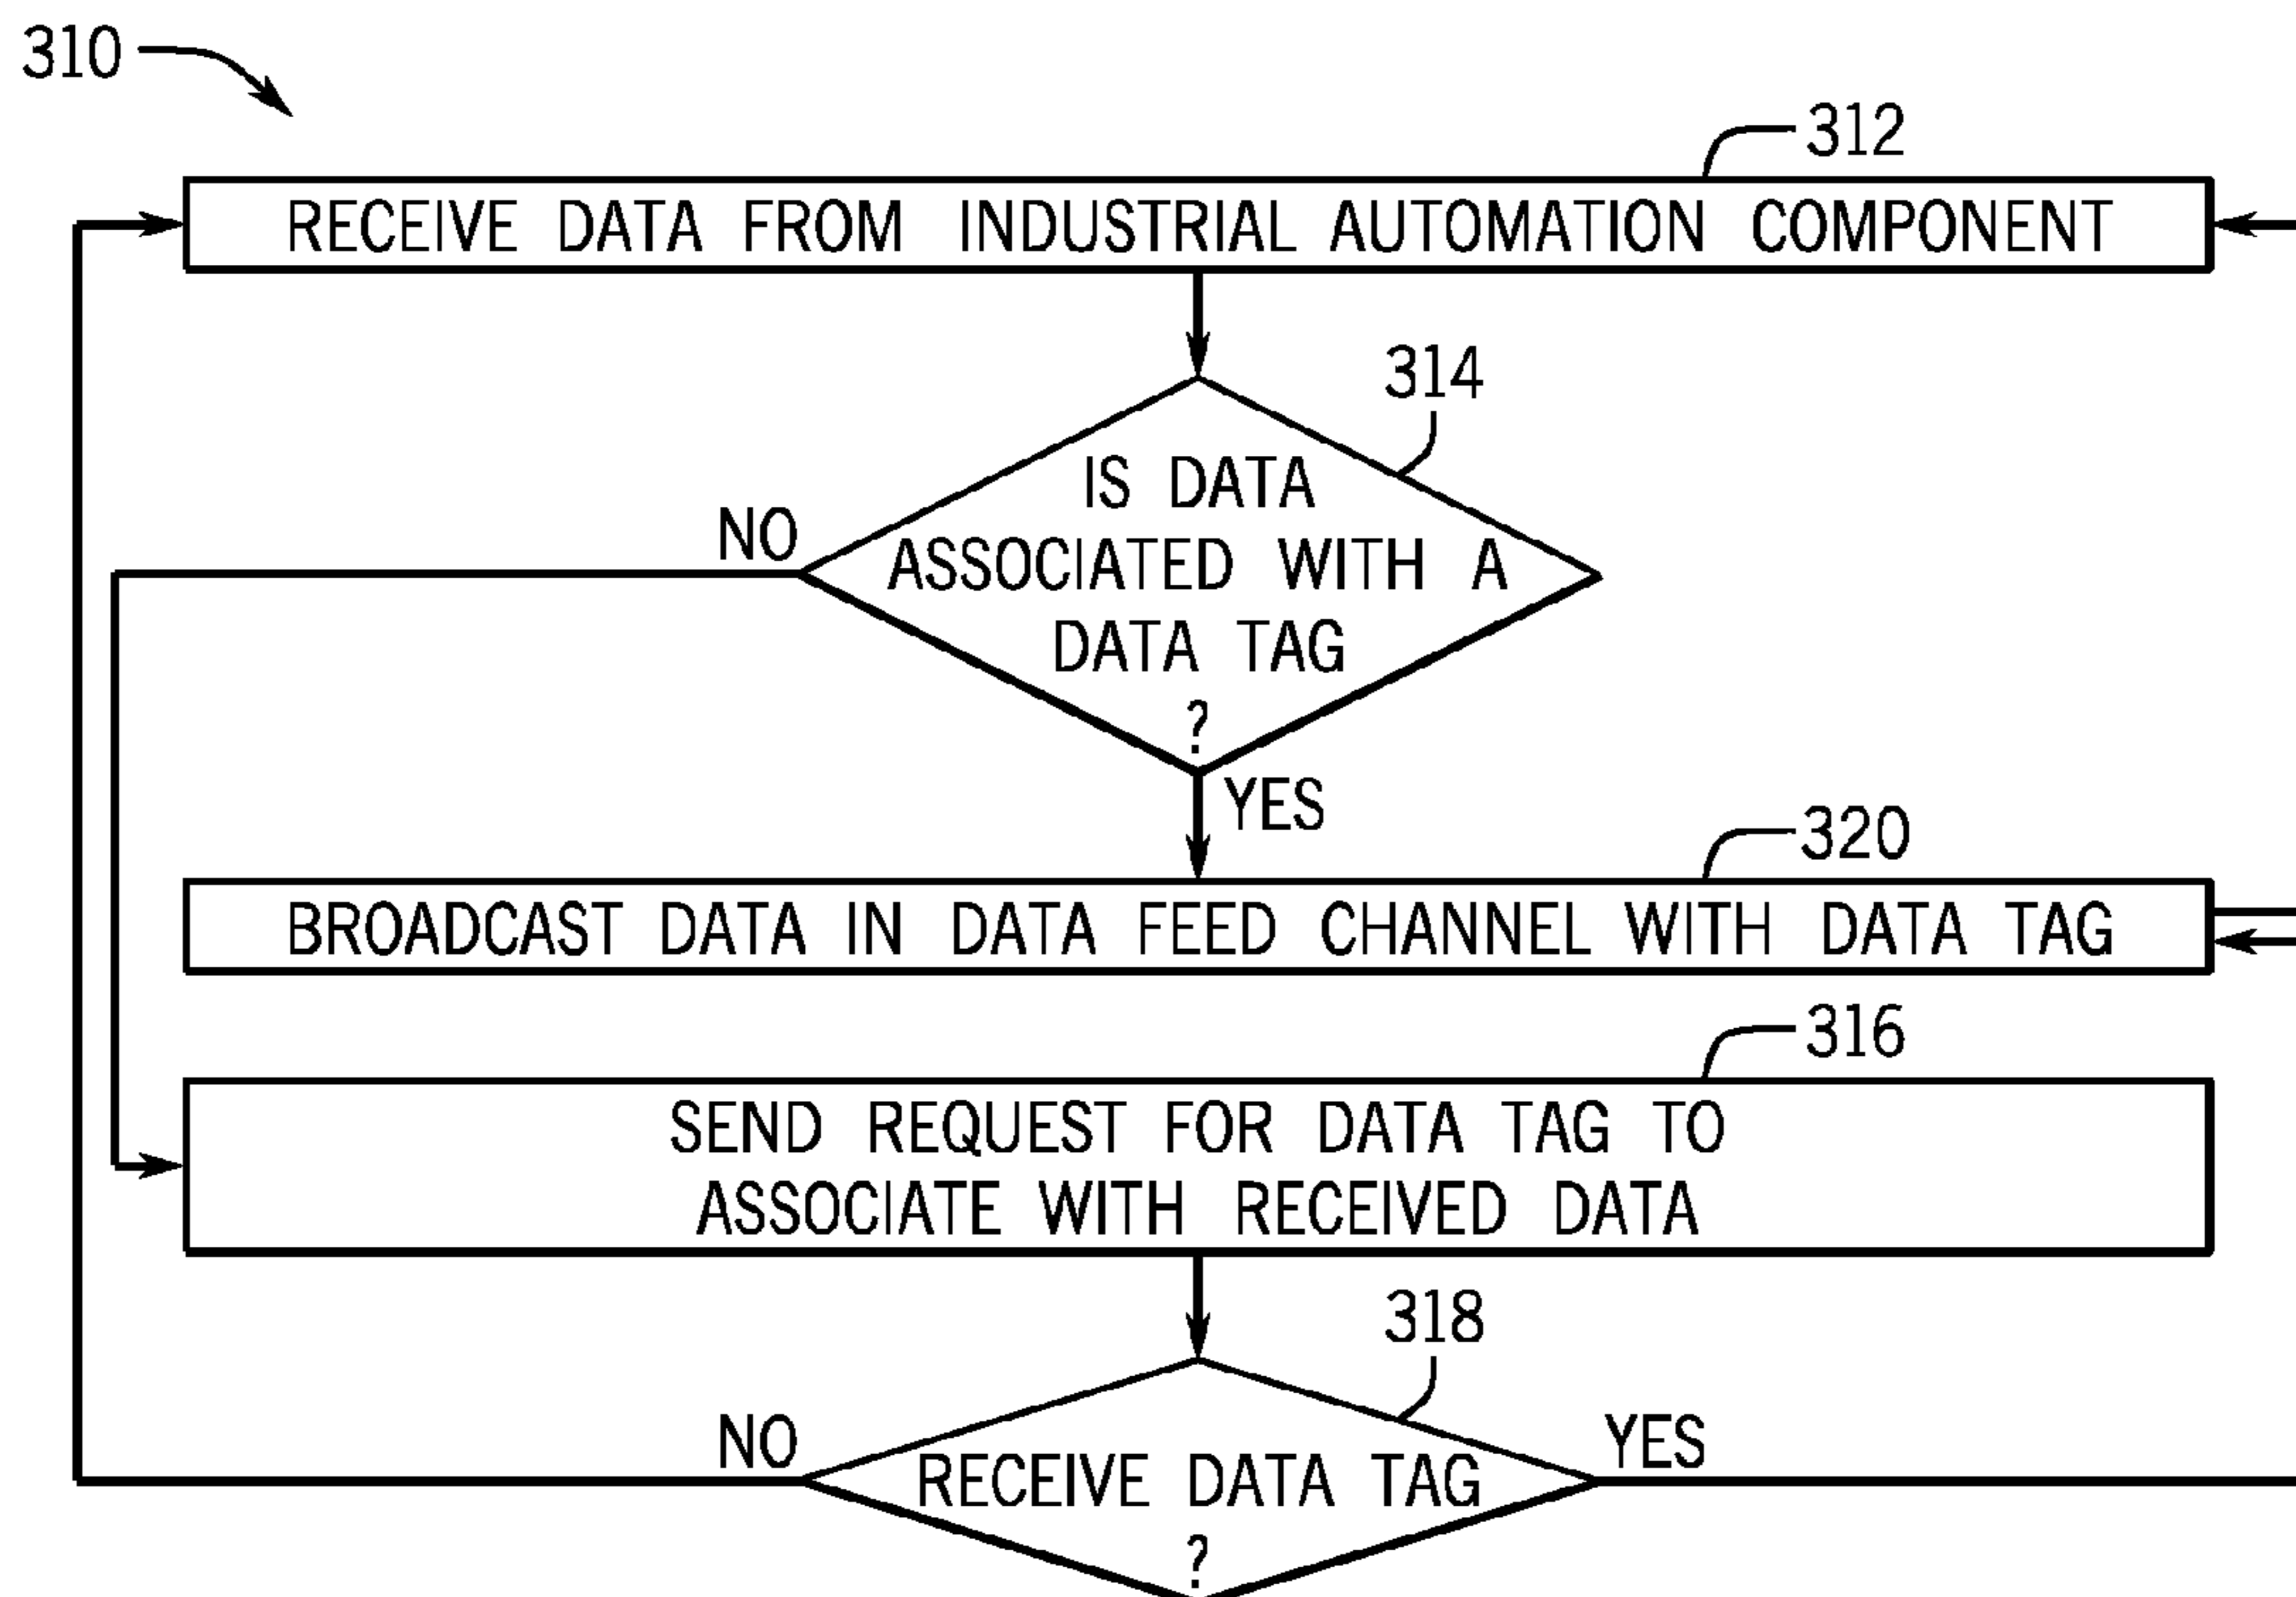 310
312
RECEIVE DATA FROM INDUSTRIAL AUTOMATION COMPONENT
314
IS DATA
ASSOCIATED WITH A
DATA TAG
?
NO
YES
320
BROADCAST DATA IN DATA FEED CHANNEL WITH DATA TAG
316
SEND REQUEST FOR DATA TAG TO
ASSOCIATE WITH RECEIVED DATA
318
NO
RECEIVE DATA TAG
?
YES